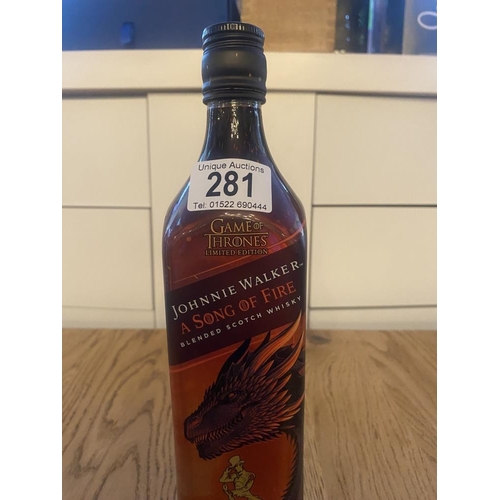 Unique Auctions
281
Tel: 01522 690444
GAME OF
THRONES
LIMITED EDITION
JOHNNIE WALKER
A SONG OF FIRE
BLENDED SCOTCH WHISKY